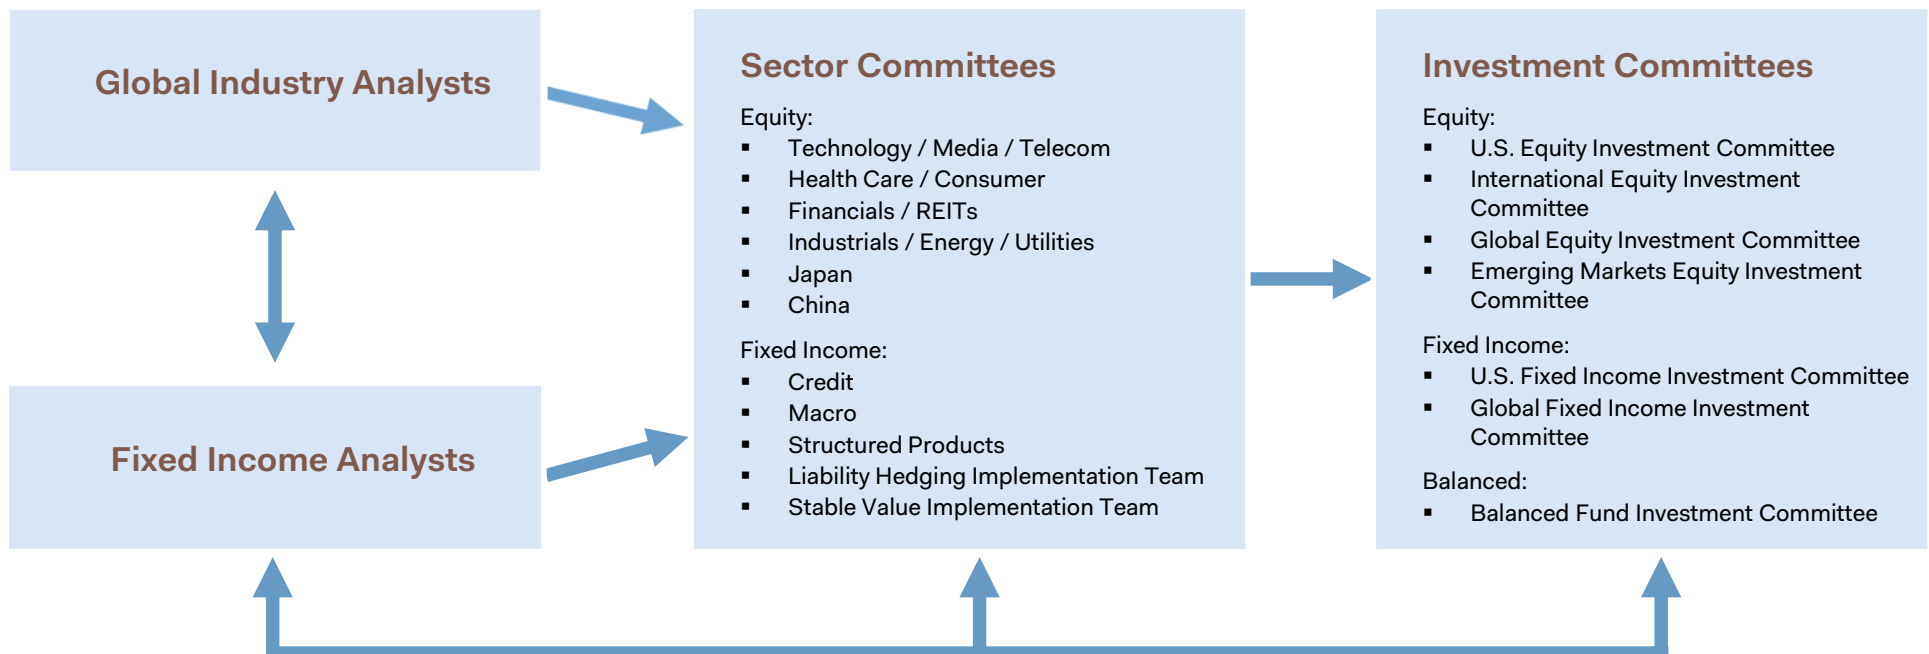 Global Industry Analysts
Fixed Income Analysts
Sector Committees
Equity:
▪ Technology / Media / Telecom
▪ Health Care / Consumer
▪ Financials / REITs
▪ Industrials / Energy / Utilities
▪ Japan
▪ China
Fixed Income:
▪ Credit
▪ Macro
▪ Structured Products
▪ Liability Hedging Implementation Team
▪ Stable Value Implementation Team
Investment Committees
Equity:
▪ U.S. Equity Investment Committee
▪ International Equity Investment
Committee
▪ Global Equity Investment Committee
▪ Emerging Markets Equity Investment
Committee
Fixed Income:
▪ U.S. Fixed Income Investment Committee
▪ Global Fixed Income Investment
Committee
Balanced:
▪ Balanced Fund Investment Committee